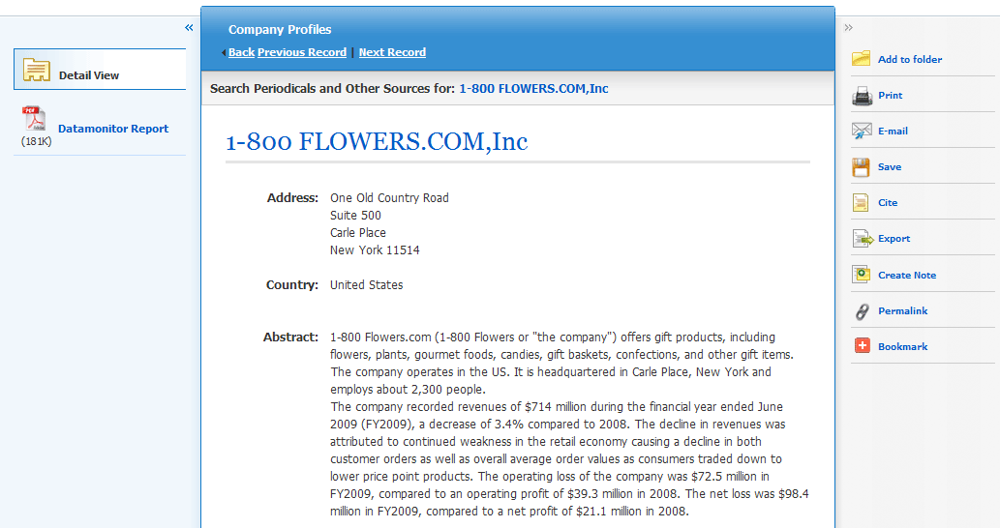 «
Detail View
PDF
Datamonitor Report
(181K)
Company Profiles
Back Previous Record | Next Record
Search Periodicals and Other Sources for: 1-800 FLOWERS.COM,Inc
1-800 FLOWERS.COM,Inc
Address: One Old Country Road
Suite 500
Carle Place
New York 11514
Country: United States
Abstract: 1-800 Flowers.com (1-800 Flowers or "the company") offers gift products, including
flowers, plants, gourmet foods, candies, gift baskets, confections, and other gift items.
The company operates in the US. It is headquartered in Carle Place, New York and
employs about 2,300 people.
The company recorded revenues of $714 million during the financial year ended June
2009 (FY2009), a decrease of 3.4% compared to 2008. The decline in revenues was
attributed to continued weakness in the retail economy causing a decline in both
customer orders as well as overall average order values as consumers traded down to
lower price point products. The operating loss of the company was $72.5 million in
FY2009, compared to an operating profit of $39.3 million in 2008. The net loss was $98.4
million in FY2009, compared to a net profit of $21.1 million in 2008.
»
Add to folder
Print
E-mail
Save
Cite
Export
Create Note
Permalink
Bookmark